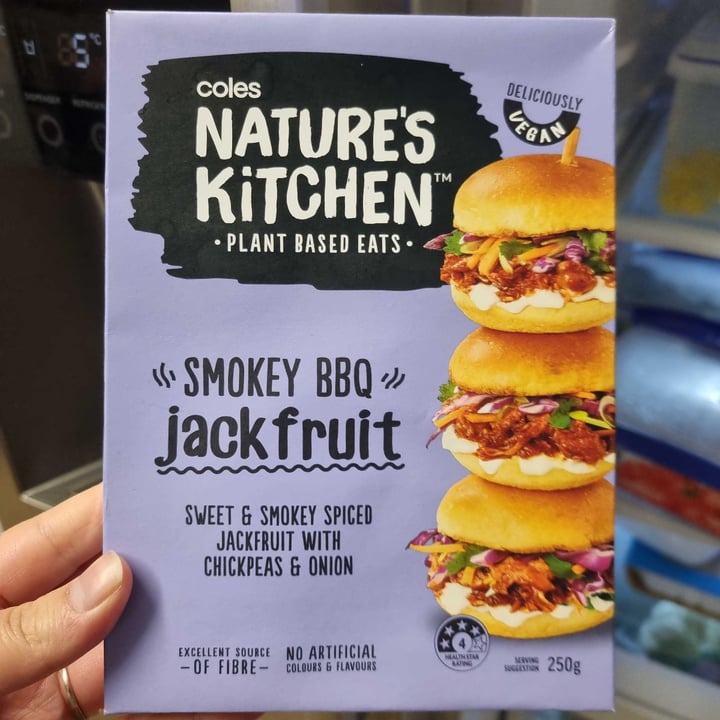 5°C
coles
NATURE'S
KiTCHEN™
• PLANT BASED EATS •
DELICIOUSLY
VEGAN
SMOKEY BBQ
jackfruit
SWEET & SMOKEY SPICED
JACKFRUIT WITH
CHICKPEAS & ONION
EXCELLENT SOURCE
– OF FIBRE –
NO ARTIFICIAL
COLOURS & FLAVOURS
4
HEALTH STAR
RATING
SERVING
SUGGESTION
250g